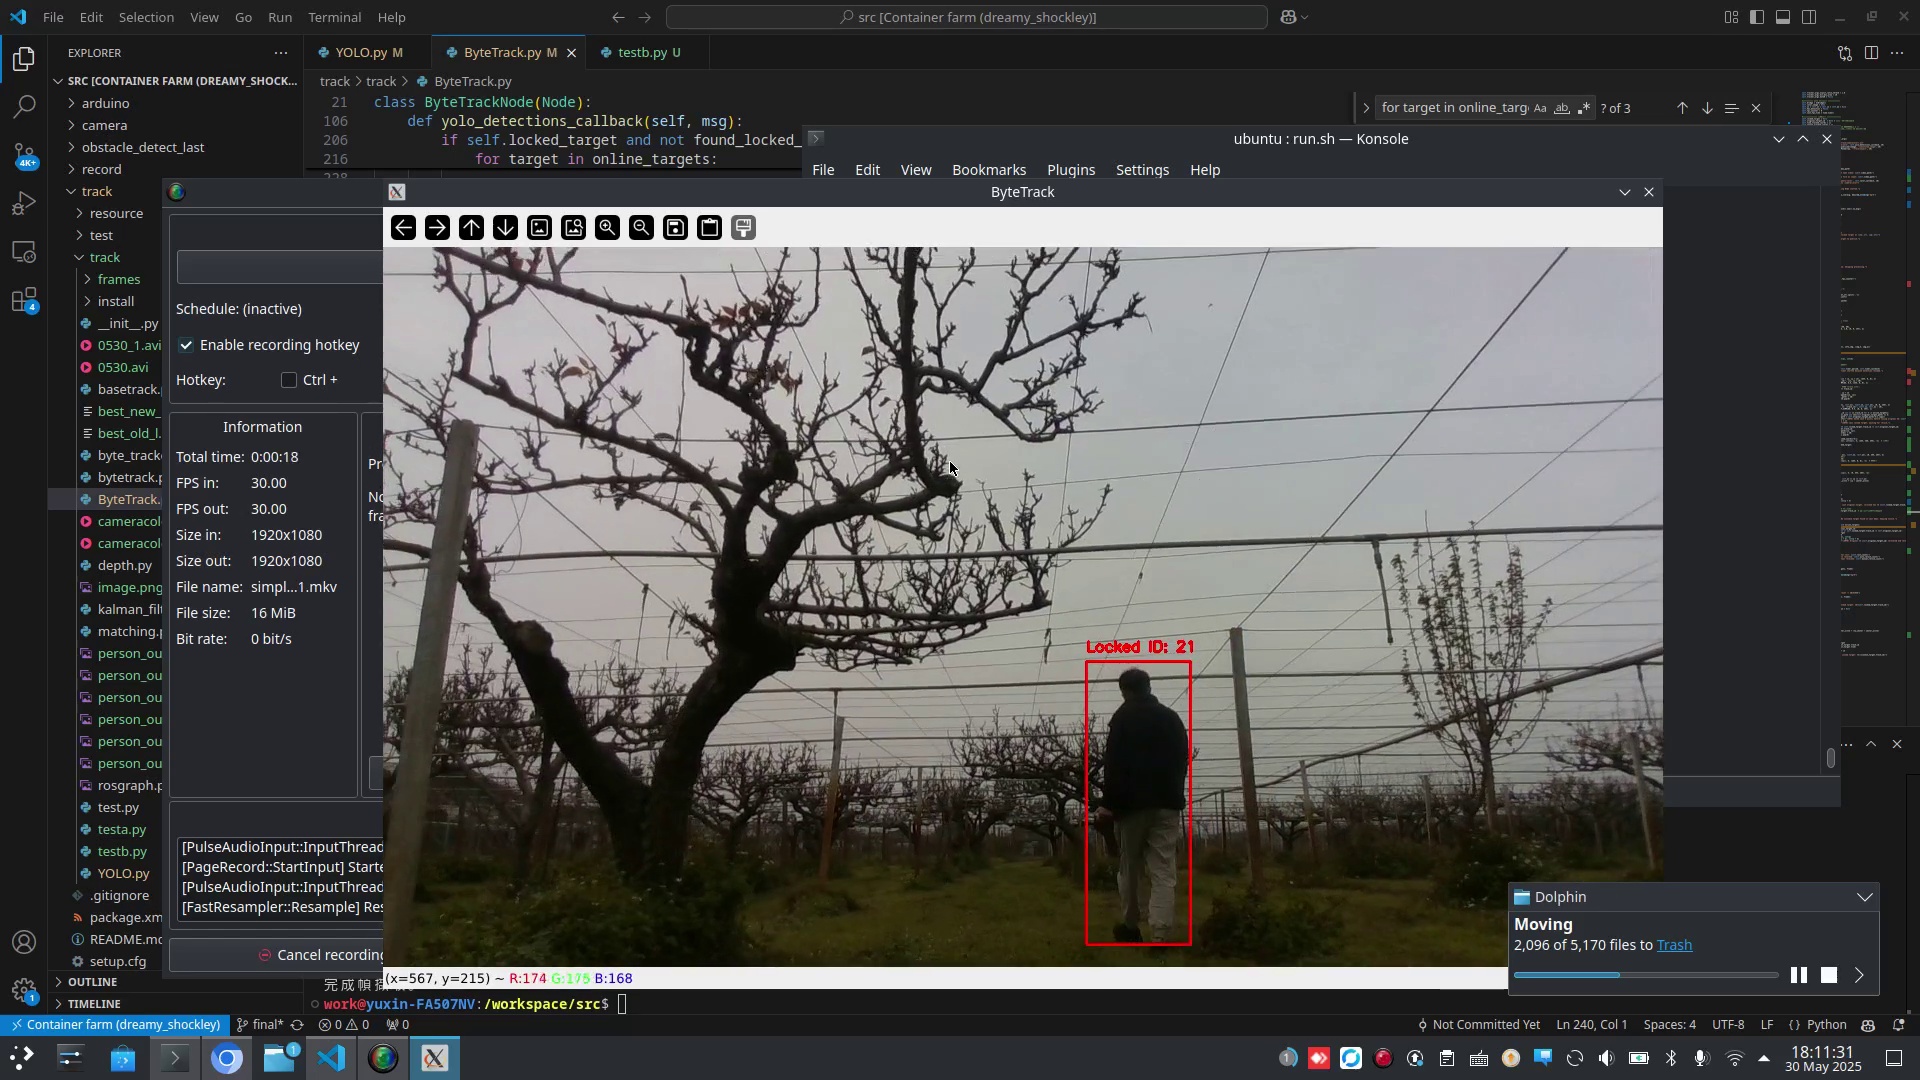 File Edit Selection View Go Run Terminal Help
src [Container farm (dreamy_shockley)]
EXPLORER
YOLO.py M
ByteTrack.py M
testb.py U
SRC [CONTAINER FARM (DREAMY_SHOCK...
track > track > ByteTrack.py
arduino
camera
obstacle_detect_last
record
track
resource
test
track
frames
install
__init__.py
0530_1.avi
0530.avi
basetrack.
best_new_
best_old_l.
byte_track
bytetrack.p
ByteTrack.
cameracol
cameracol
depth.py
image.png
kalman_filt
matching.p
person_ou
person_ou
person_ou
person_ou
person_ou
person_ou
rosgraph.p
test.py
testa.py
testb.py
YOLO.py
.gitignore
package.xm
README.md
setup.cfg
OUTLINE
TIMELINE
4K+
4
1
21 class ByteTrackNode(Node):
106 def yolo_detections_callback(self, msg):
206 if self.locked_target and not found_locked_
216 for target in online_targets:
228
for target in online_targ
Aa ab .*
? of 3
ubuntu : run.sh — Konsole
File Edit View Bookmarks Plugins Settings Help
ByteTrack
Schedule: (inactive)
Enable recording hotkey
Hotkey: Ctrl +
Information
Total time: 0:00:18
FPS in: 30.00
FPS out: 30.00
Size in: 1920x1080
Size out: 1920x1080
File name: simpl...1.mkv
File size: 16 MiB
Bit rate: 0 bit/s
Pr
No
fra
[PulseAudioInput::InputThread
[PageRecord::StartInput] Starte
[PulseAudioInput::InputThread
[FastResampler::Resample] Res
Cancel recording
Locked ID: 21
(x=567, y=215) ~ R:174 G:175 B:168
work@yuxin-FA507NV:/workspace/src$
Dolphin
Moving
2,096 of 5,170 files to Trash
Container farm (dreamy_shockley)
final*
0 0
0
Not Committed Yet
Ln 240, Col 1
Spaces: 4
UTF-8
LF
{} Python
1
1
18:11:31
30 May 2025